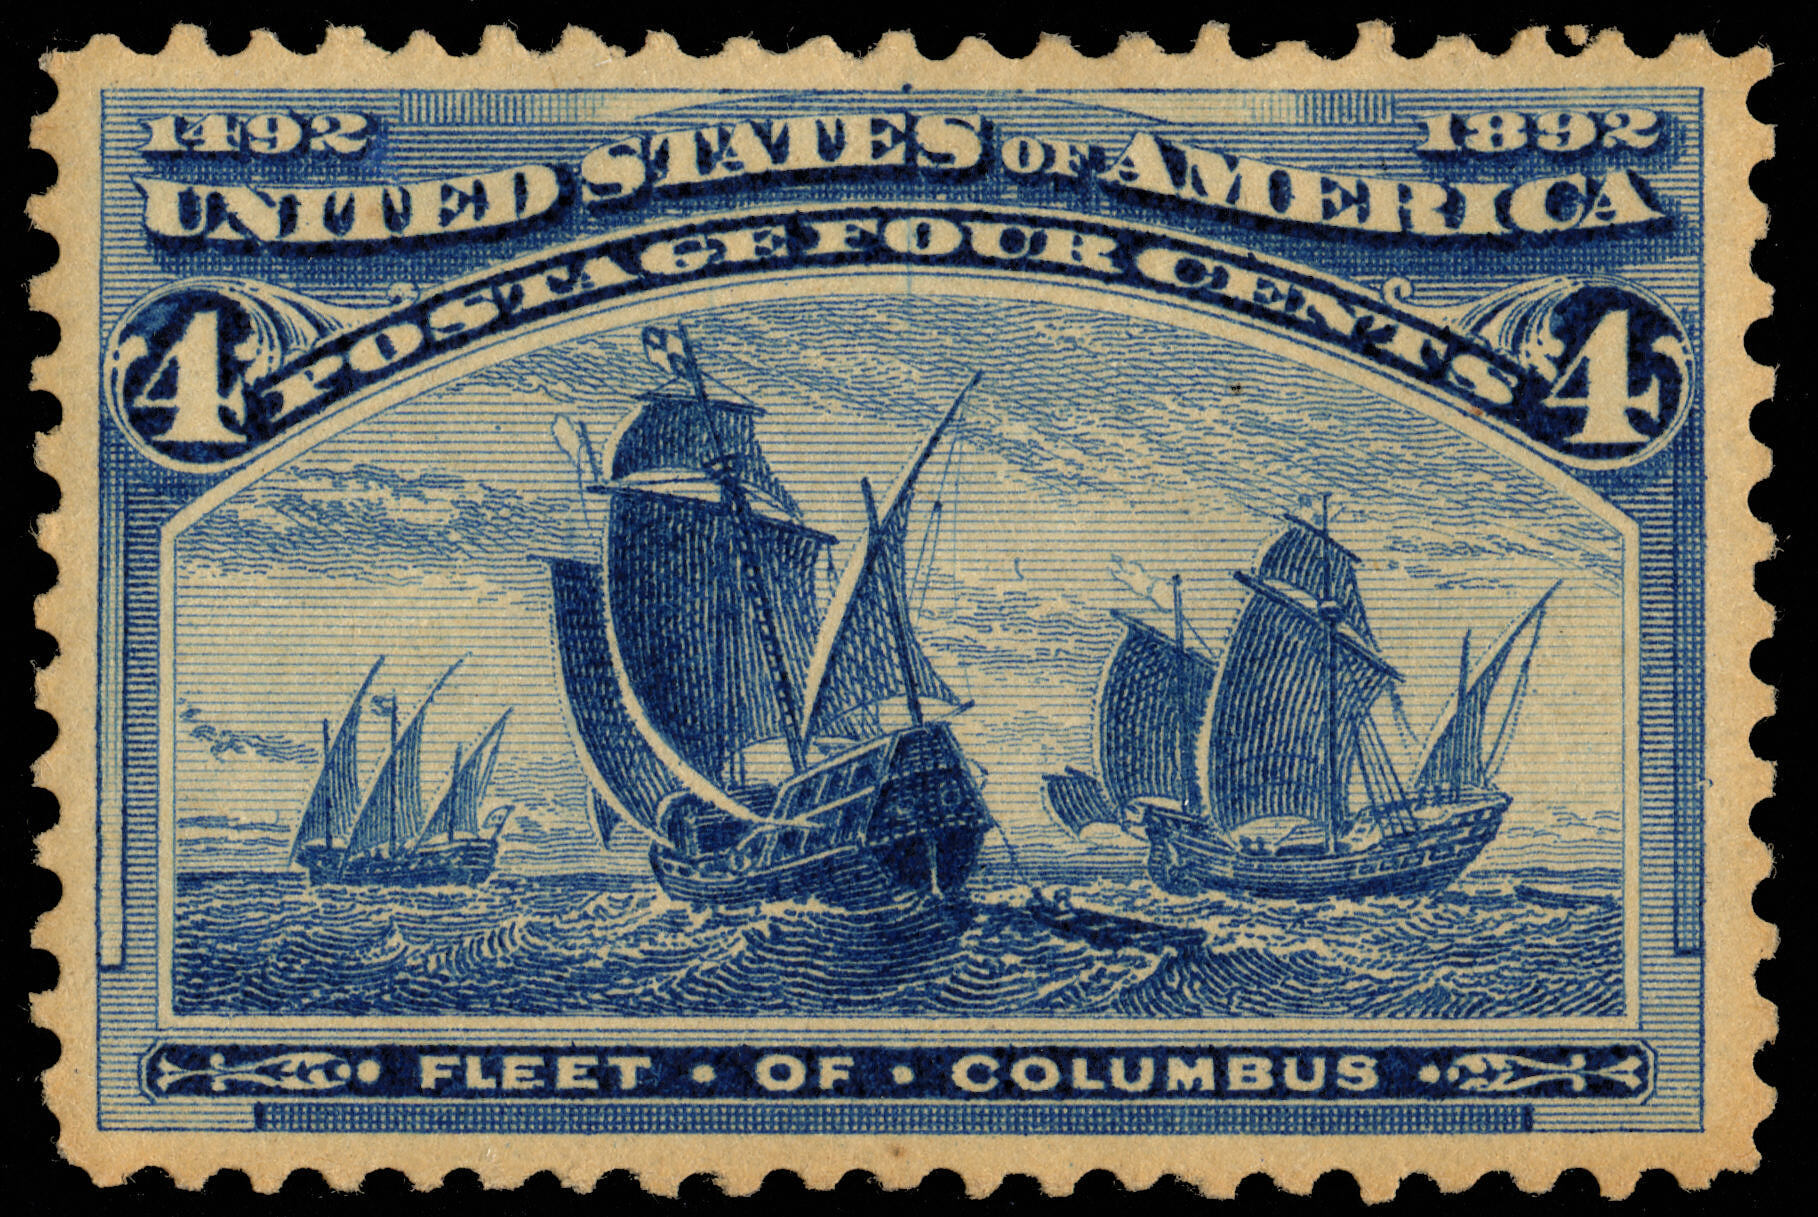 1492 1892
UNITED STATES OF AMERICA
POSTAGE FOUR CENTS
4 4
FLEET · OF · COLUMBUS